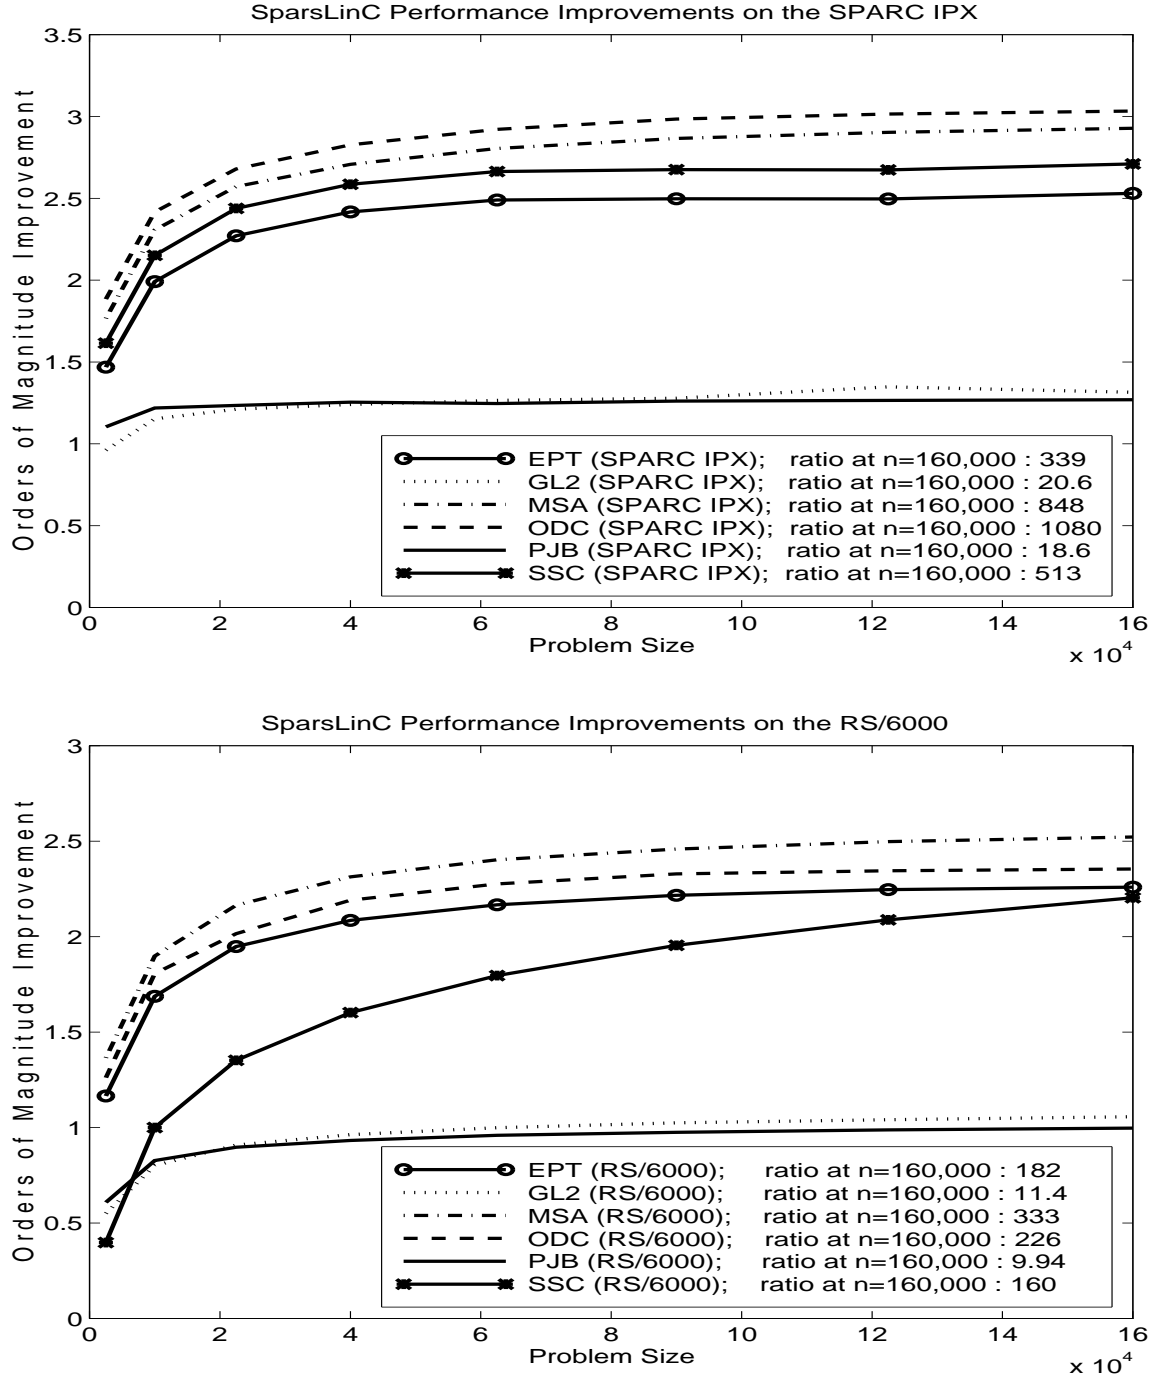 SparsLinC Performance Improvements on the SPARC IPX
Orders of Magnitude Improvement
3.5
3
2.5
2
1.5
1
0.5
0
EPT (SPARC IPX); ratio at n=160,000 : 339
GL2 (SPARC IPX); ratio at n=160,000 : 20.6
MSA (SPARC IPX); ratio at n=160,000 : 848
ODC (SPARC IPX); ratio at n=160,000 : 1080
PJB (SPARC IPX); ratio at n=160,000 : 18.6
SSC (SPARC IPX); ratio at n=160,000 : 513
0 2 4 6 8 10 12 14 16
Problem Size
x 10^4
SparsLinC Performance Improvements on the RS/6000
Orders of Magnitude Improvement
3
2.5
2
1.5
1
0.5
0
EPT (RS/6000); ratio at n=160,000 : 182
GL2 (RS/6000); ratio at n=160,000 : 11.4
MSA (RS/6000); ratio at n=160,000 : 333
ODC (RS/6000); ratio at n=160,000 : 226
PJB (RS/6000); ratio at n=160,000 : 9.94
SSC (RS/6000); ratio at n=160,000 : 160
0 2 4 6 8 10 12 14 16
Problem Size
x 10^4